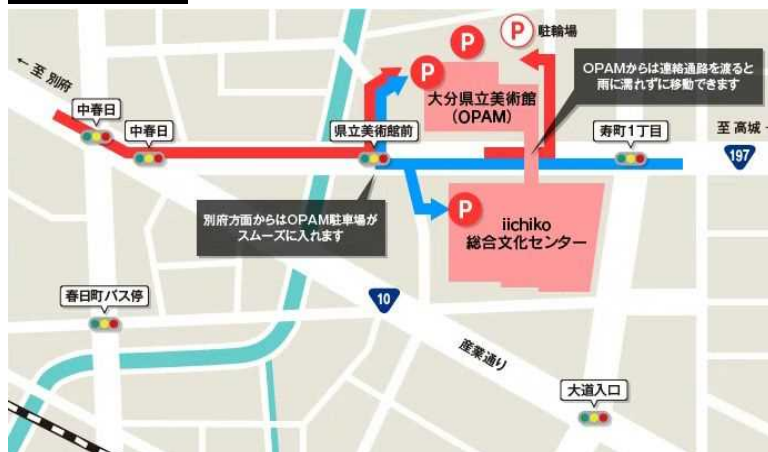 ← 至 別府
中春日
中春日
県立美術館前
P
P
P 駐輪場
大分県立美術館
(OPAM)
OPAMからは連絡通路を渡ると
雨に濡れずに移動できます
寿町1丁目
至 高城
197
別府方面からはOPAM駐車場が
スムーズに入れます
P
iichiko
総合文化センター
春日町バス停
10
産業通り
大道入口